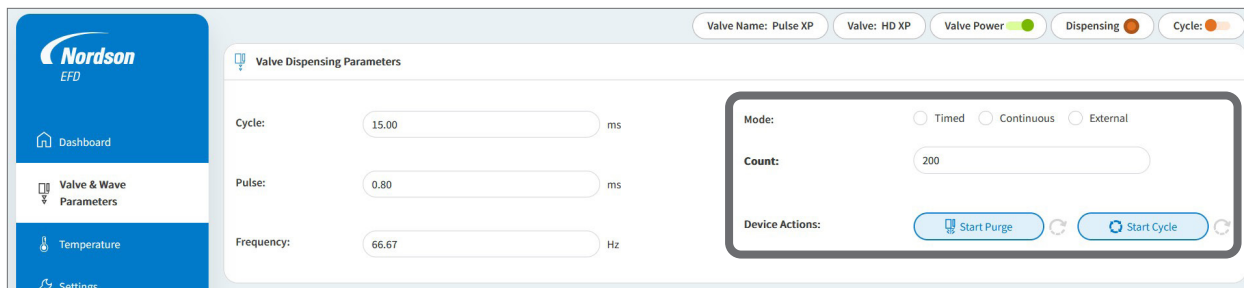 Valve Name: Pulse XP
Valve: HD XP
Valve Power
Dispensing
Cycle:
Nordson
EFD
Dashboard
Valve & Wave
Parameters
Temperature
Settings
Valve Dispensing Parameters
Cycle: 15.00 ms
Pulse: 0.80 ms
Frequency: 66.67 Hz
Mode: Timed Continuous External
Count: 200
Device Actions: Start Purge Start Cycle